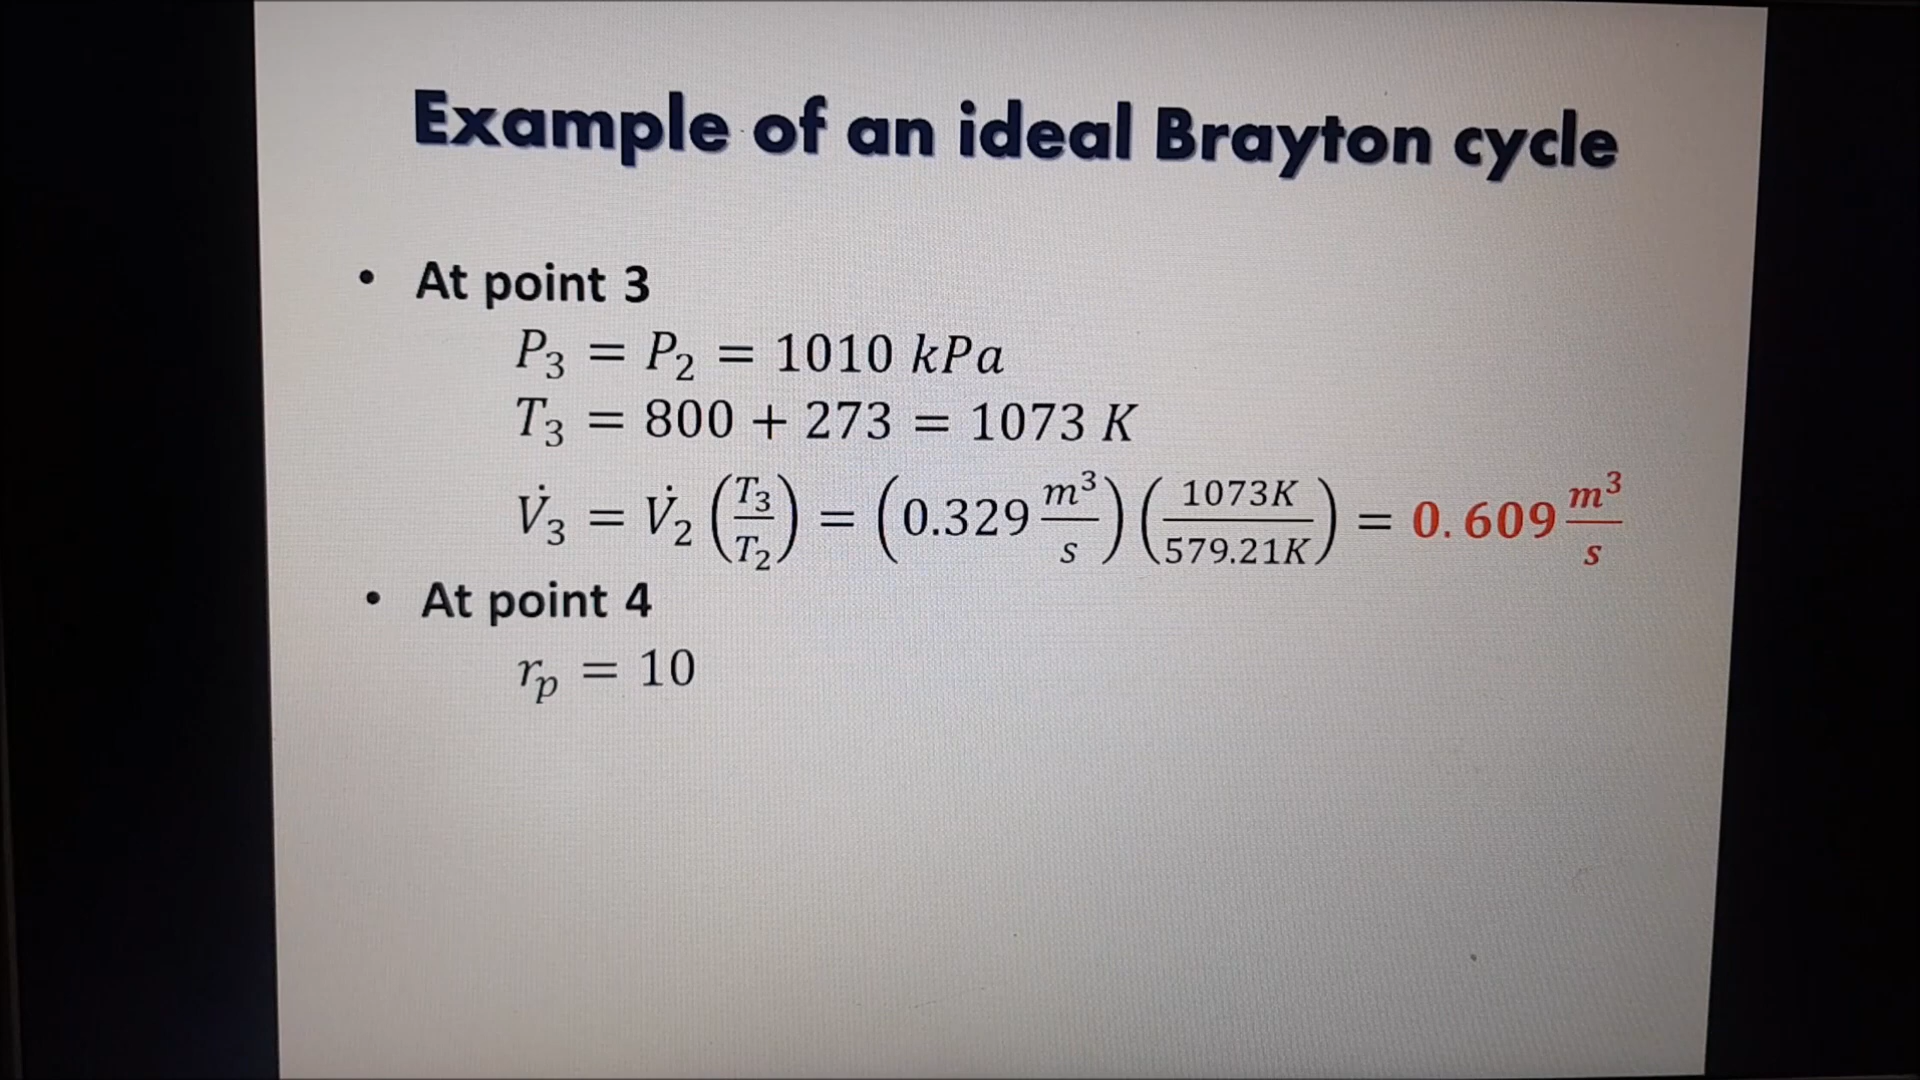 Example of an ideal Brayton cycle
• At point 3
P₃ = P₂ = 1010 kPa
T₃ = 800 + 273 = 1073 K
V̇₃ = V̇₂ (T₃/T₂) = (0.329 m³/s) (1073K/579.21K) = 0.609 m³/s
• At point 4
rₚ = 10